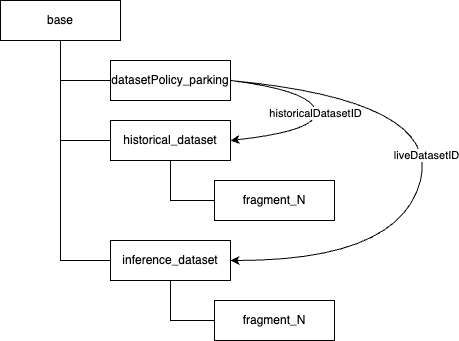 base
datasetPolicy_parking
historicalDatasetID
historical_dataset
liveDatasetID
fragment_N
inference_dataset
fragment_N